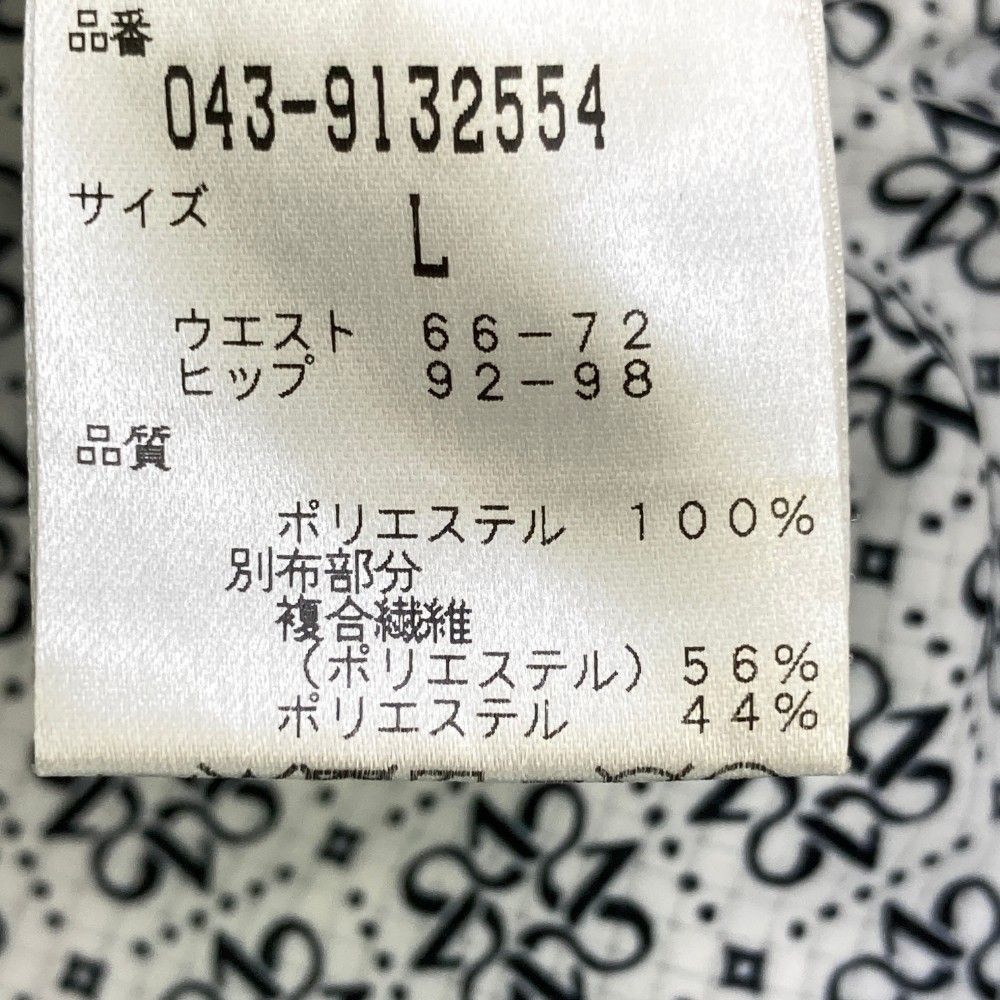 品番
043-9132554
サイズ
L
ウエスト 66-72
ヒップ 92-98
品質
ポリエステル 100%
別布部分
複合繊維
(ポリエステル) 56%
ポリエステル 44%